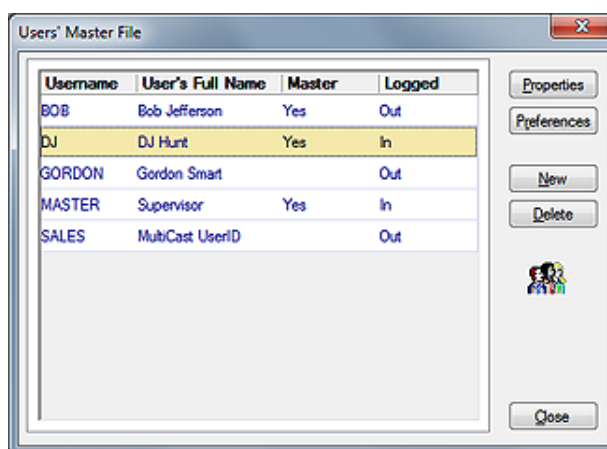 Users' Master File
Username User's Full Name Master Logged
BOB Bob Jefferson Yes Out
DJ DJ Hunt Yes In
GORDON Gordon Smart Out
MASTER Supervisor Yes In
SALES MultiCast UserID Out
Properties
Preferences
New
Delete
Close